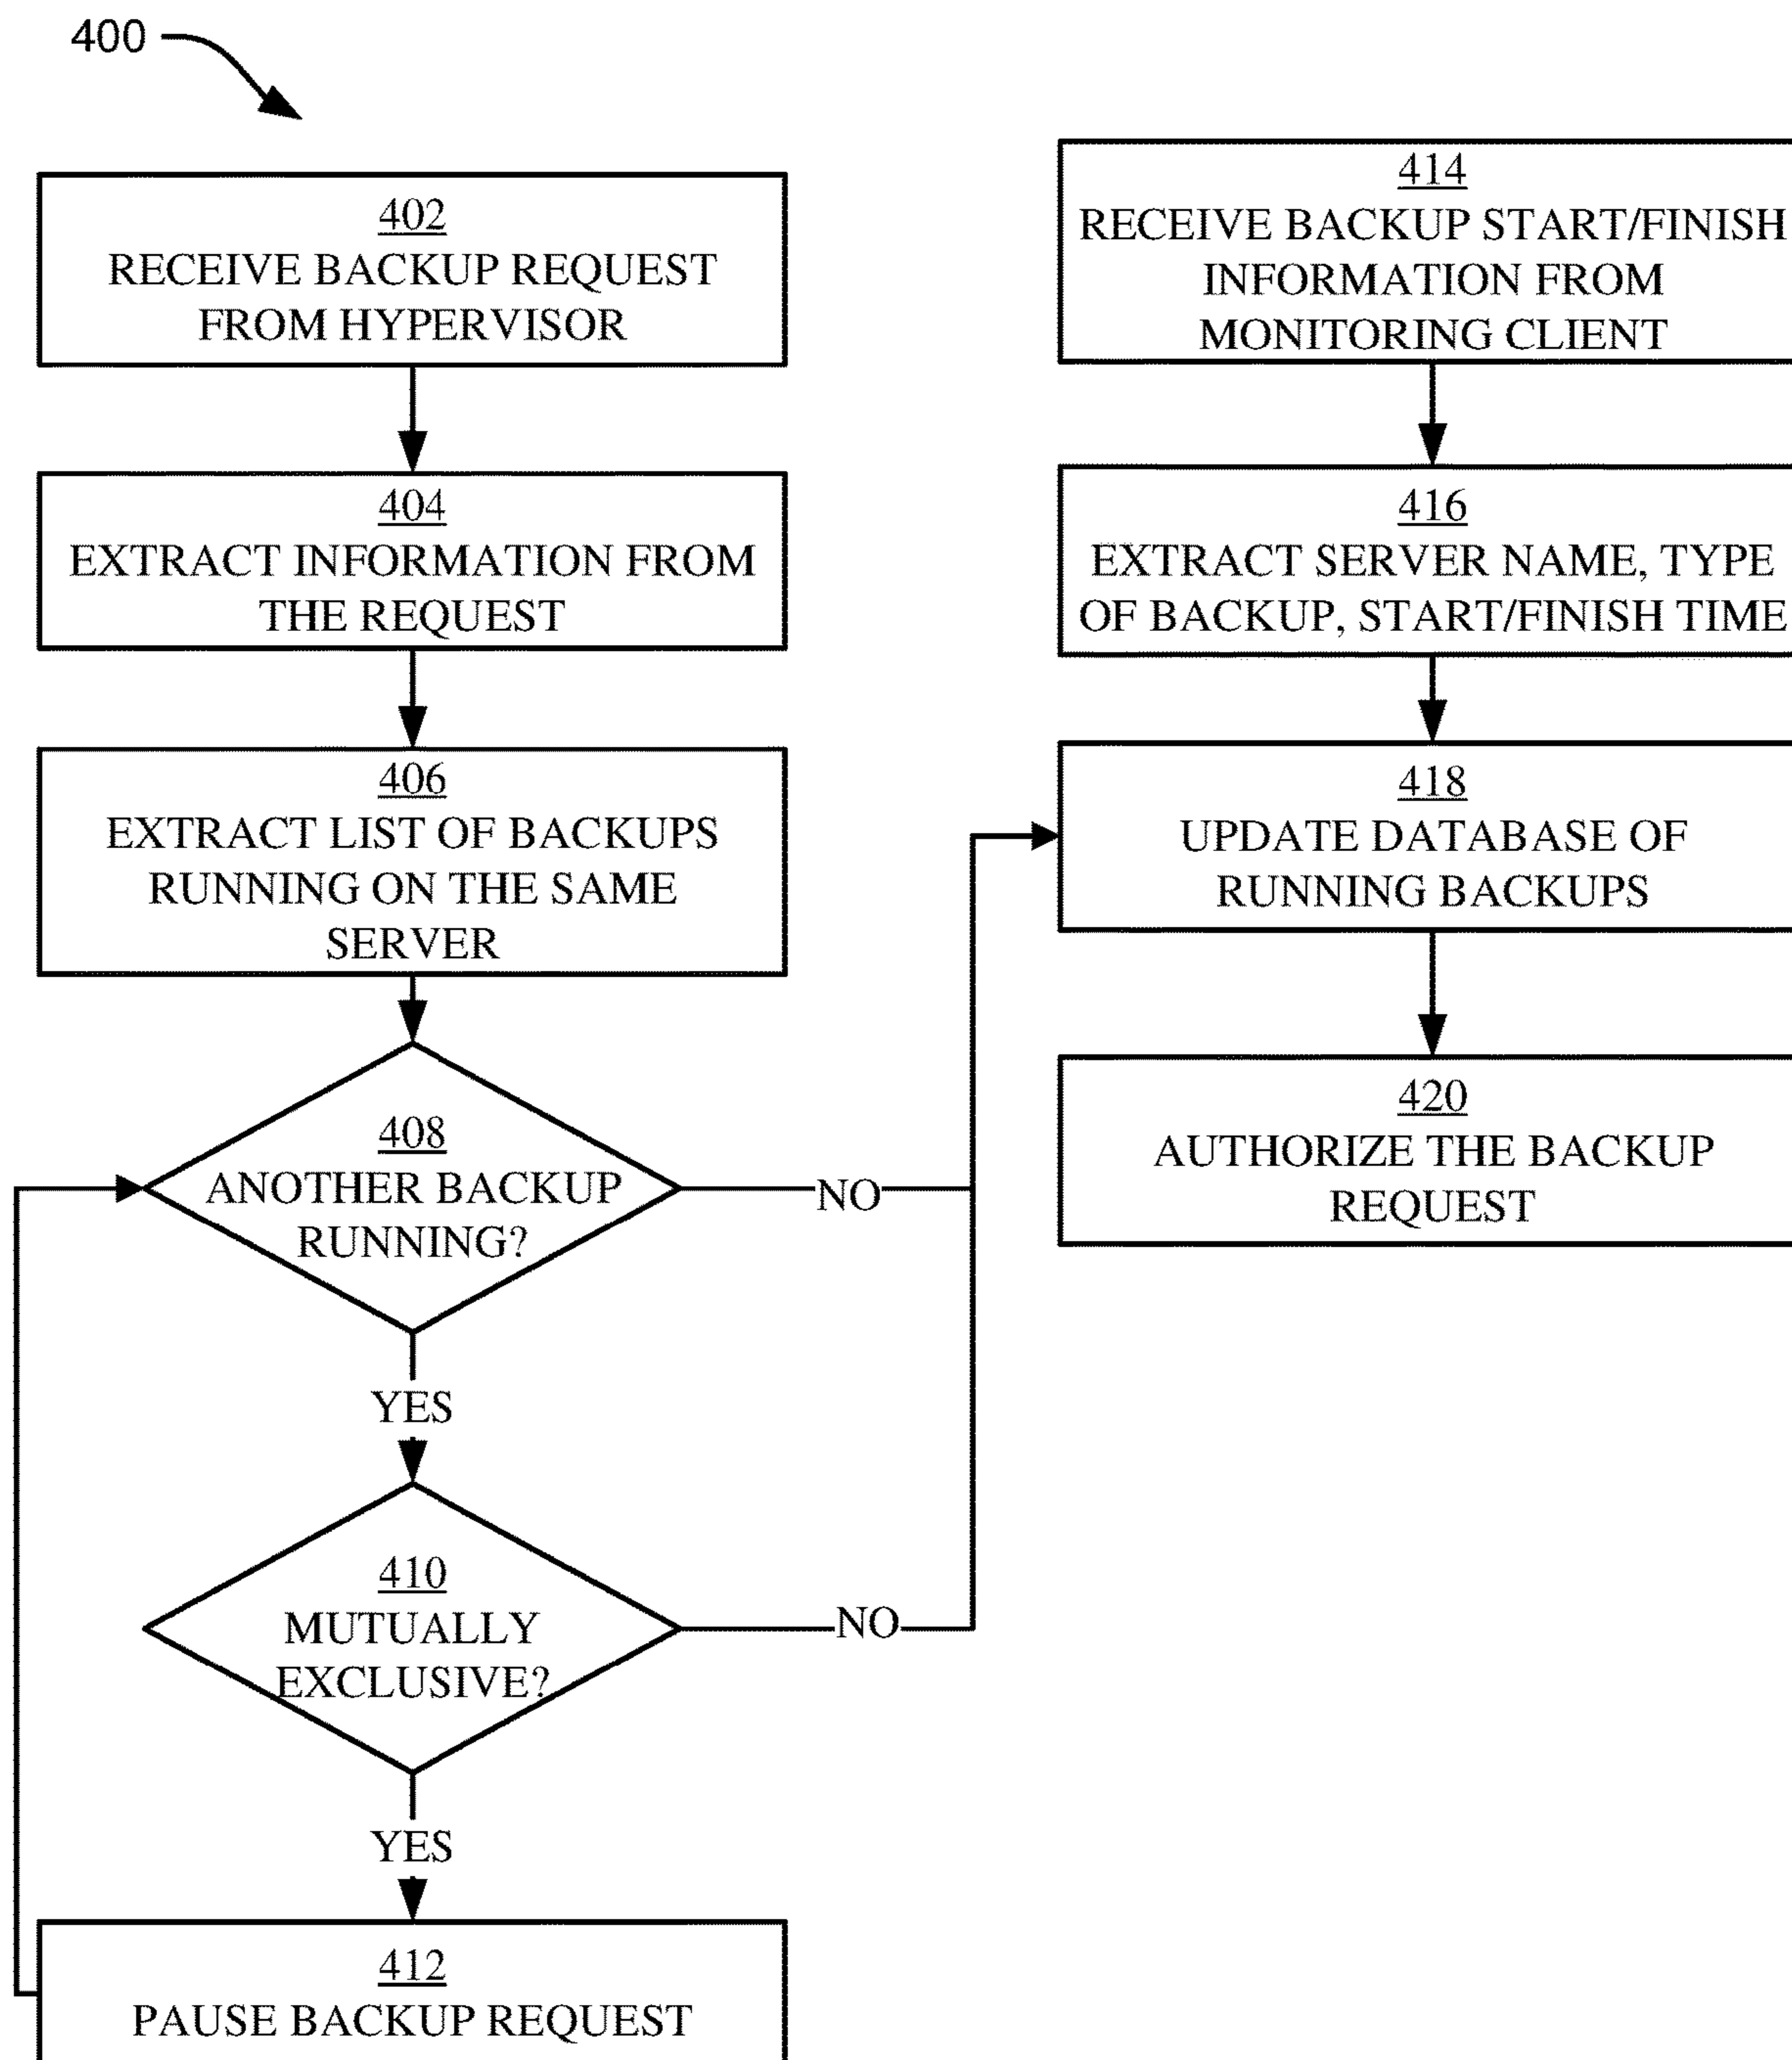 400
402
RECEIVE BACKUP REQUEST
FROM HYPERVISOR
404
EXTRACT INFORMATION FROM
THE REQUEST
406
EXTRACT LIST OF BACKUPS
RUNNING ON THE SAME
SERVER
408
ANOTHER BACKUP
RUNNING?
NO
YES
410
MUTUALLY
EXCLUSIVE?
NO
YES
412
PAUSE BACKUP REQUEST
414
RECEIVE BACKUP START/FINISH
INFORMATION FROM
MONITORING CLIENT
416
EXTRACT SERVER NAME, TYPE
OF BACKUP, START/FINISH TIME
418
UPDATE DATABASE OF
RUNNING BACKUPS
420
AUTHORIZE THE BACKUP
REQUEST